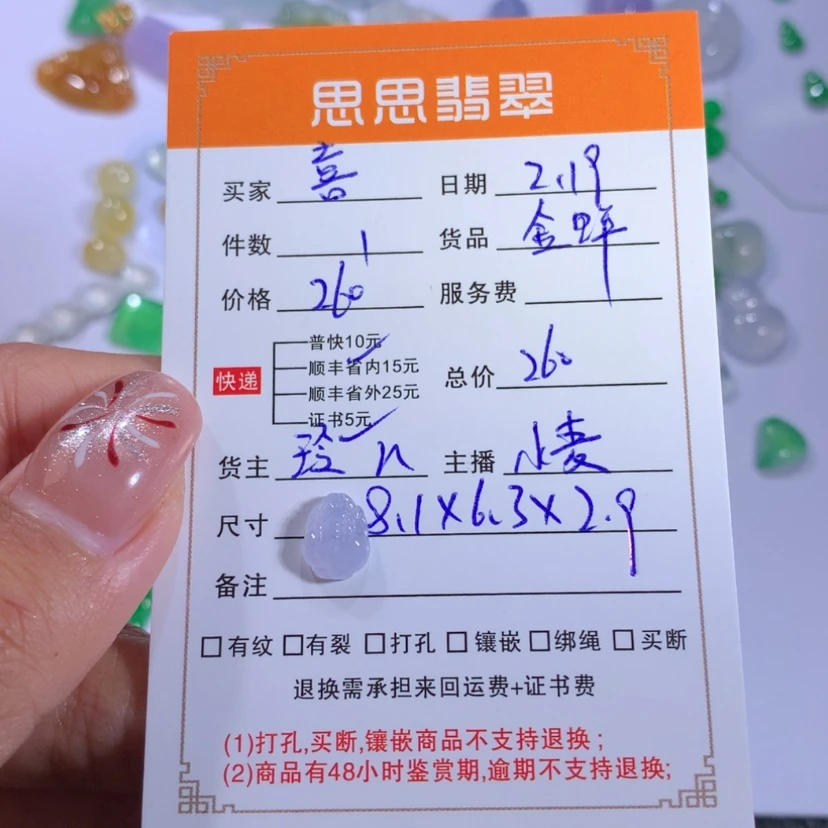 思思翡翠
买家 喜 日期 2.19
件数 1 货品 金蝉
价格 260 服务费
快递
普快10元
顺丰省内15元
顺丰省外25元
证书5元
总价 260
货主 主播 小麦
尺寸 8.1×6.3×2.9
备注
有纹 有裂 打孔 镶嵌 绑绳 买断
退换需承担来回运费+证书费
(1)打孔,买断,镶嵌商品不支持退换;
(2)商品有48小时鉴赏期,逾期不支持退换;